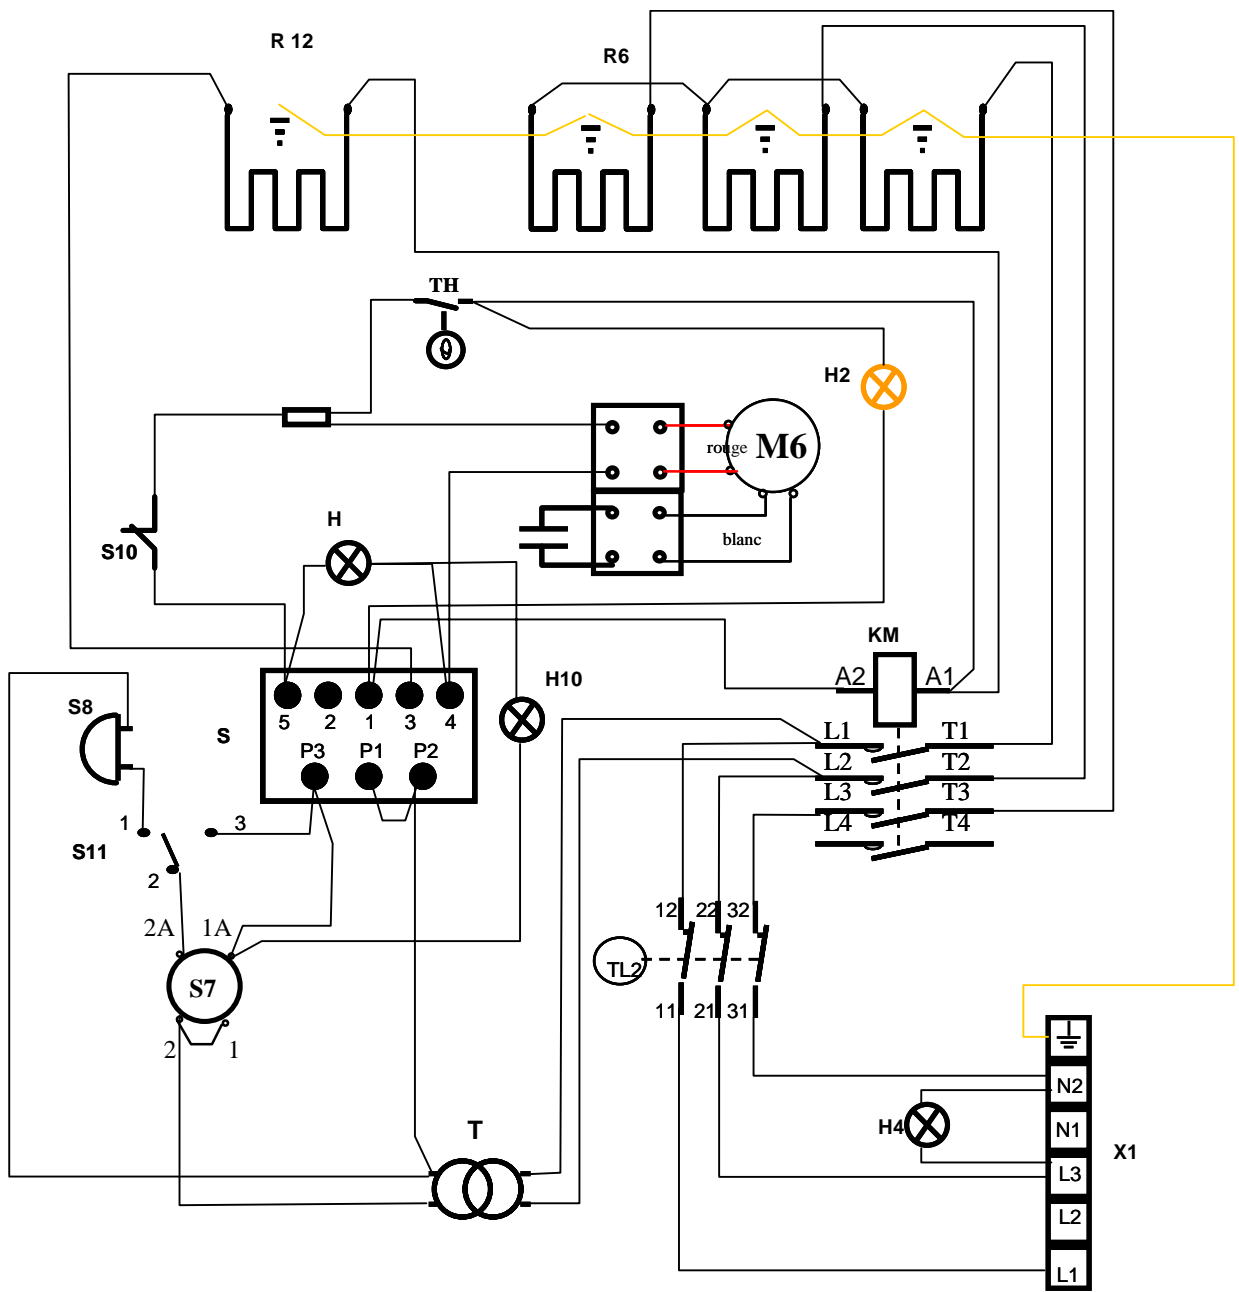 R 12
R6
TH
H2
rouge
M6
H
S10
blanc
KM
A2
A1
H10
S8
S
5
2
1
3
4
P3
P1
P2
L1
T1
L2
T2
L3
T3
L4
T4
1
3
S11
2
2A
1A
12
22
32
TL2
S7
11
21
31
2
1
N2
H4
N1
X1
T
L3
L2
L1